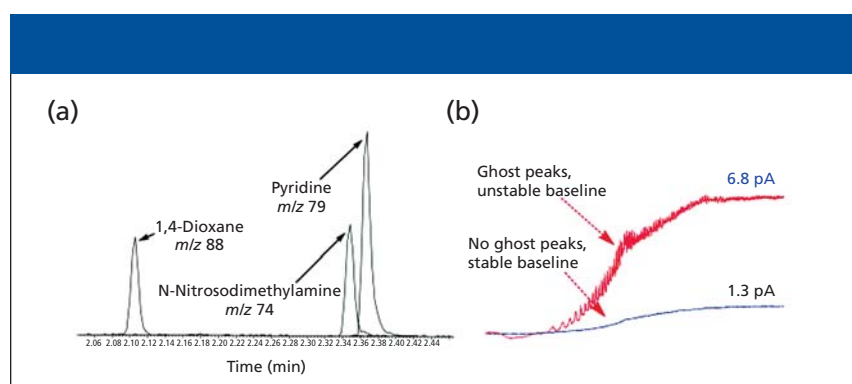 (a)
1,4-Dioxane
m/z 88
Pyridine
m/z 79
N-Nitrosodimethylamine
m/z 74
2.06 2.08 2.10 2.12 2.14 2.16 2.18 2.20 2.22 2.24 2.26 2.28 2.30 2.32 2.34 2.36 2.38 2.40 2.42 2.44
Time (min)
(b)
Ghost peaks,
unstable baseline
6.8 pA
No ghost peaks,
stable baseline
1.3 pA